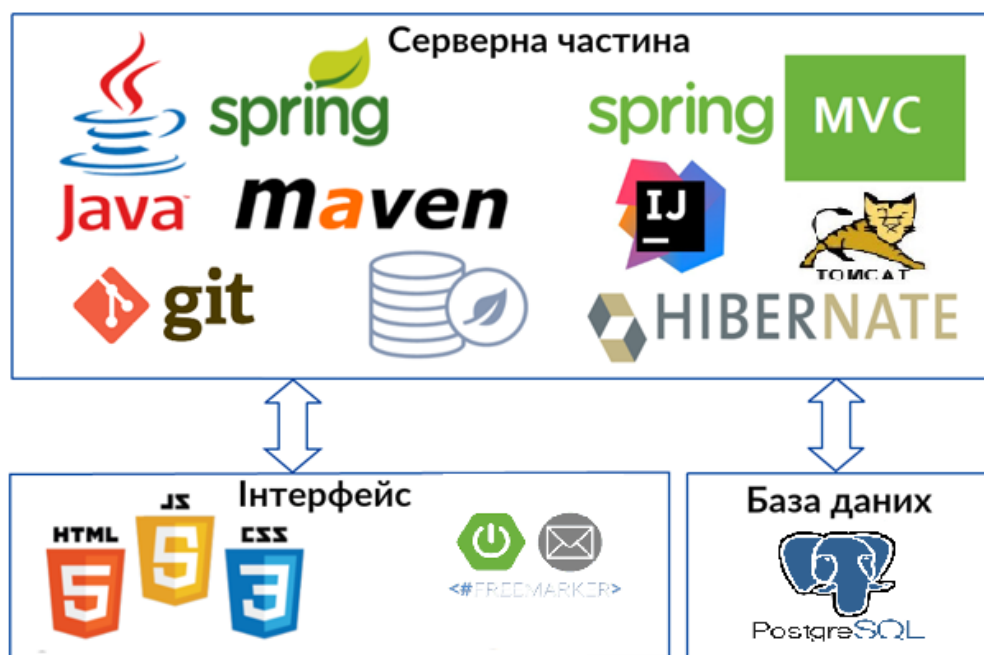 Серверна частина
Java
spring
spring
MVC
maven
IJ
TOMCAT
git
HIBERNATE
Інтерфейс
HTML
5
JS
5
CSS
3
<#FREEMARKER>
База даних
PostgreSQL